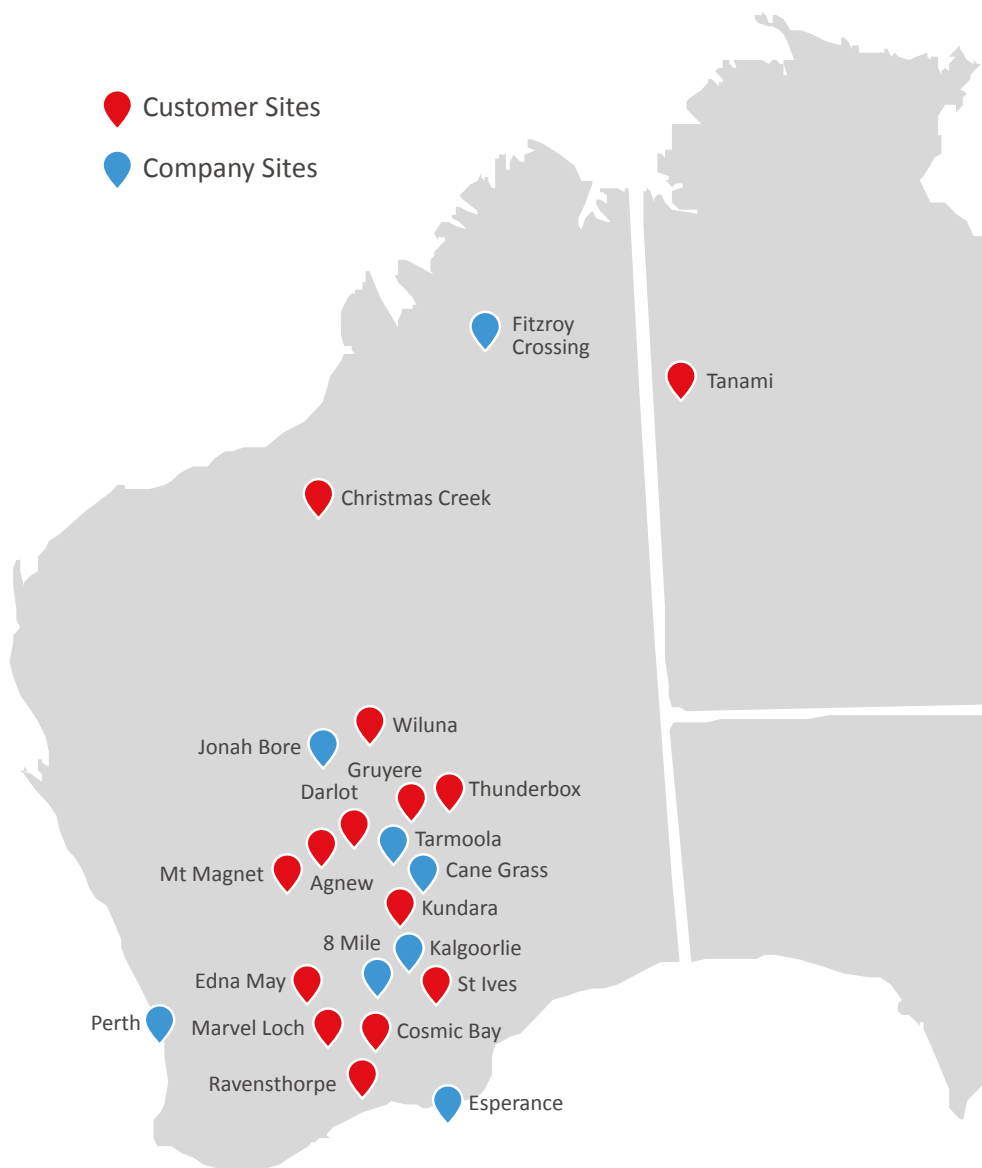 Customer Sites
Company Sites
Fitzroy
Crossing
Tanami
Christmas Creek
Wiluna
Jonah Bore
Gruyere
Thunderbox
Darlot
Tarmoola
Mt Magnet
Cane Grass
Agnew
Kundara
8 Mile
Kalgoorlie
Edna May
St Ives
Perth
Marvel Loch
Cosmic Bay
Ravensthorpe
Esperance